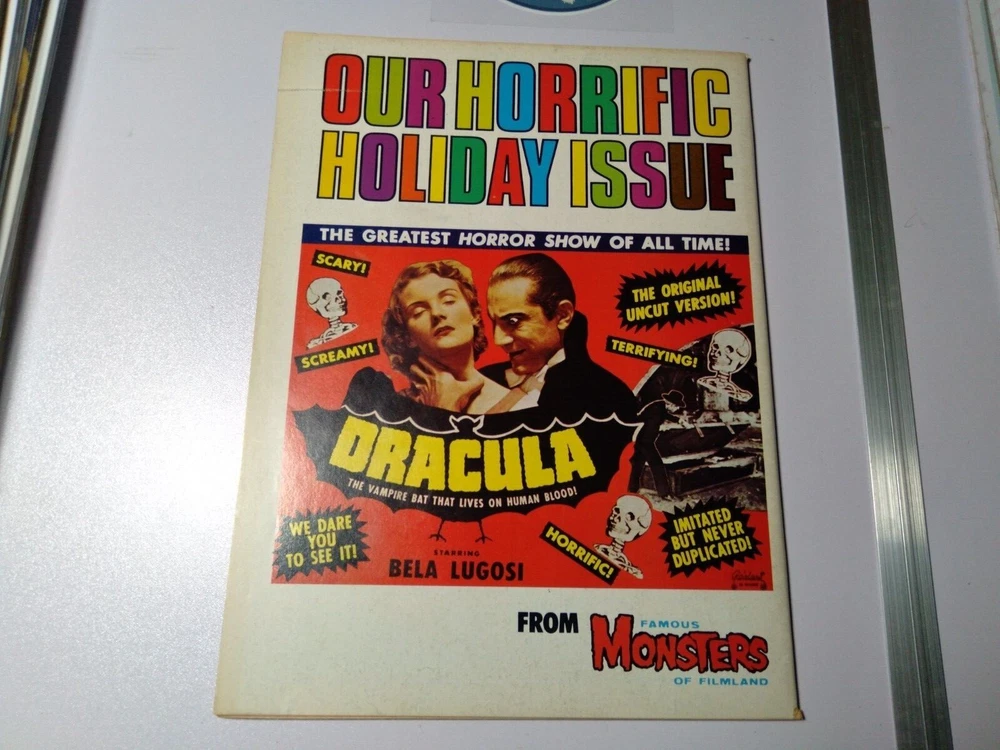 OUR HORRIFIC
HOLIDAY ISSUE
THE GREATEST HORROR SHOW OF ALL TIME!
SCARY!
SCREAMY!
THE ORIGINAL
UNCUT VERSION!
TERRIFYING!
DRACULA
THE VAMPIRE BAT THAT LIVES ON HUMAN BLOOD!
WE DARE
YOU
TO SEE IT!
STARRING
BELA LUGOSI
HORRIFIC!
IMITATED
BUT NEVER
DUPLICATED!
FROM
FAMOUS
MONSTERS
OF FILMLAND